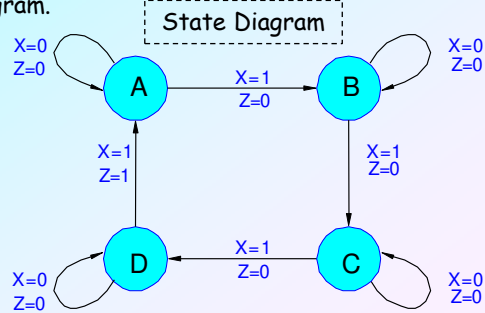 gram.
State Diagram
X=0
Z=0
A
X=1
Z=0
B
X=0
Z=0
X=1
Z=1
X=1
Z=0
X=0
Z=0
D
X=1
Z=0
C
X=0
Z=0